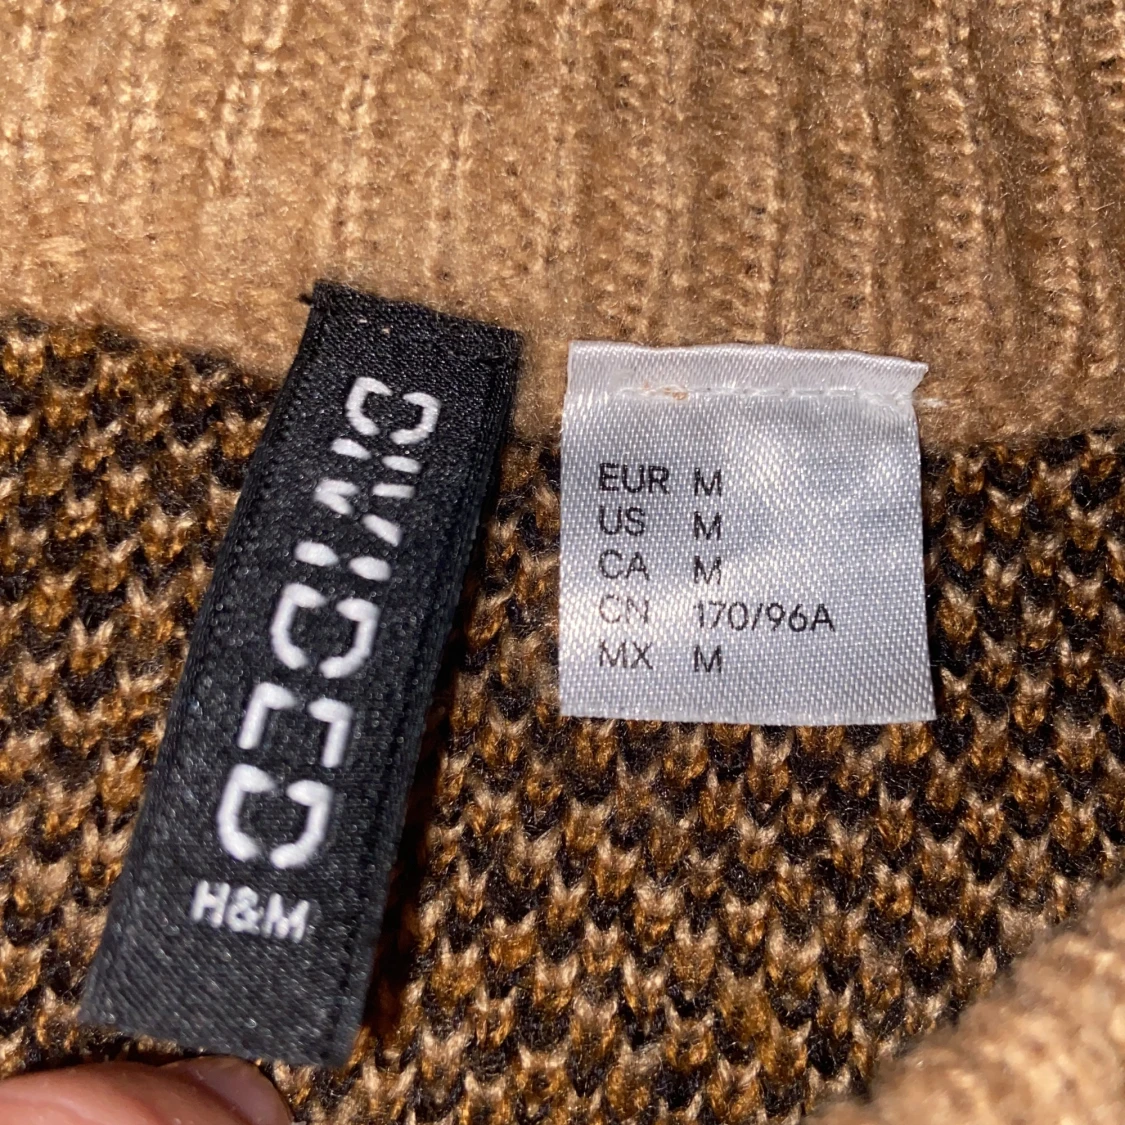 DIVIDED
H&M
EUR M
US M
CA M
CN 170/96A
MX M